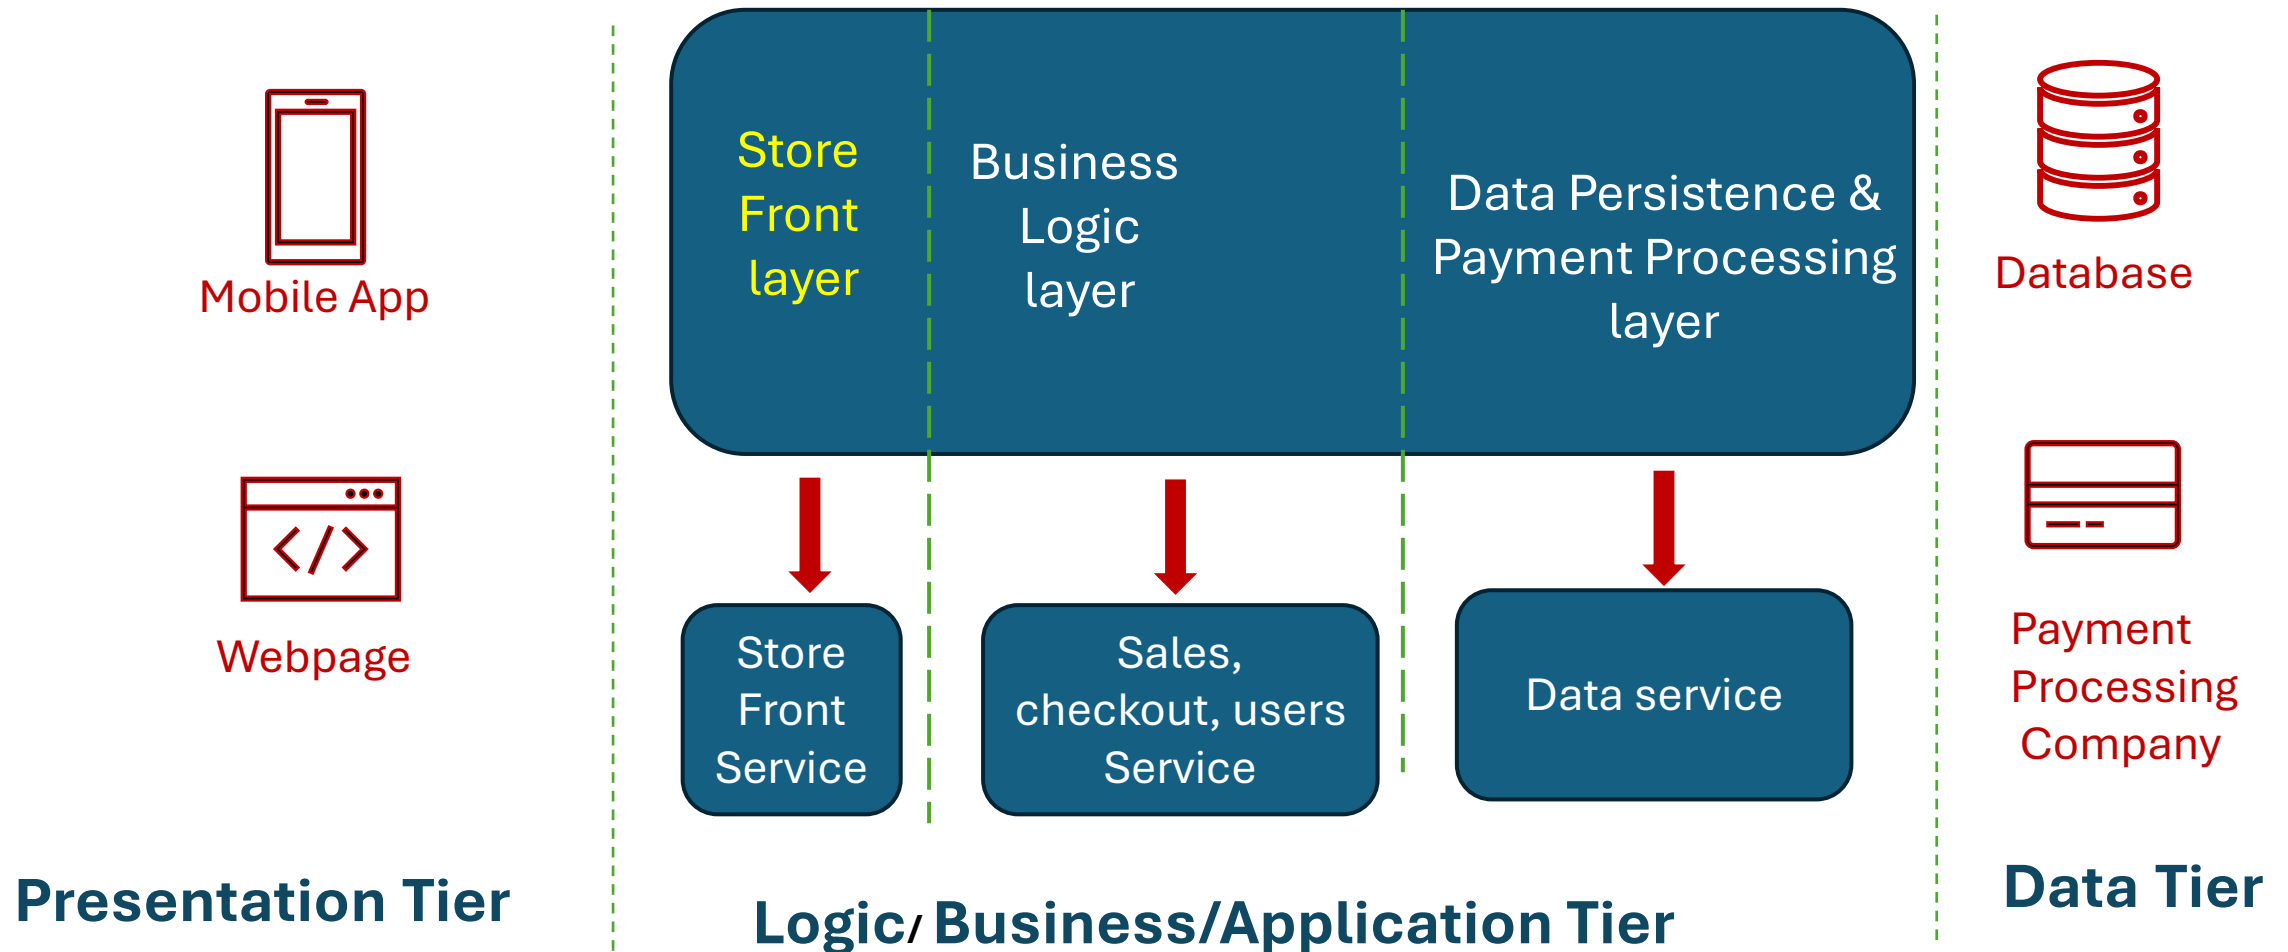 Mobile App
Webpage
Presentation Tier
Store
Front
layer
Business
Logic
layer
Data Persistence &
Payment Processing
layer
Store
Front
Service
Sales,
checkout, users
Service
Data service
Logic/ Business/Application Tier
Database
Payment
Processing
Company
Data Tier